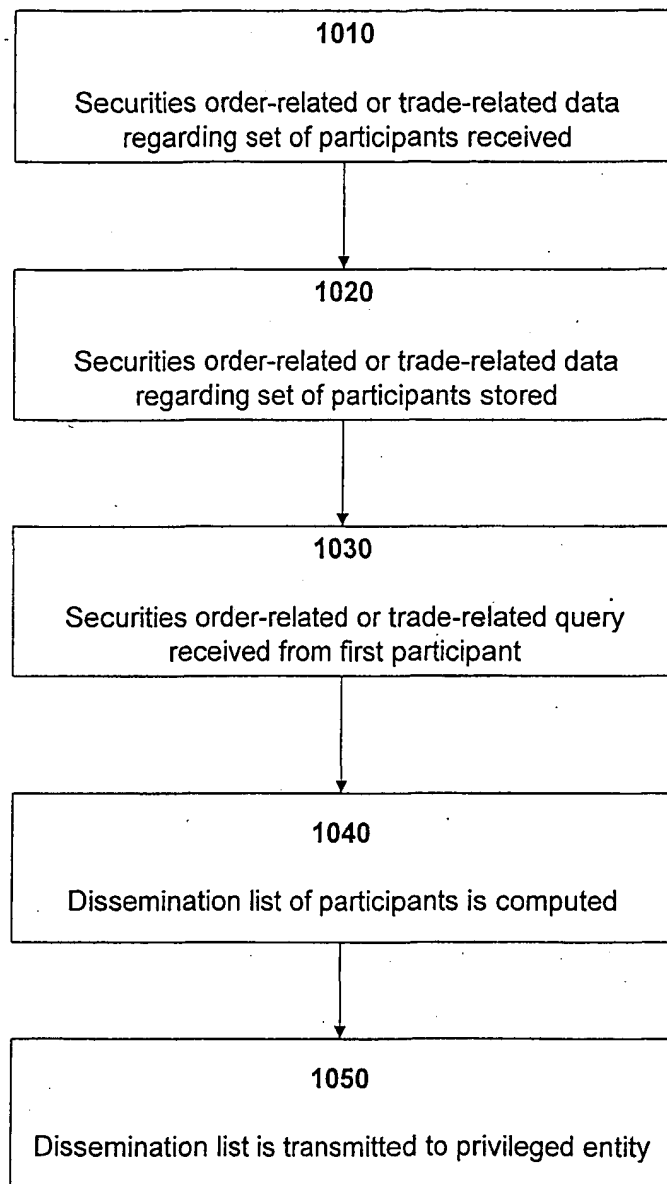 1010
Securities order-related or trade-related data
regarding set of participants received
1020
Securities order-related or trade-related data
regarding set of participants stored
1030
Securities order-related or trade-related query
received from first participant
1040
Dissemination list of participants is computed
1050
Dissemination list is transmitted to privileged entity